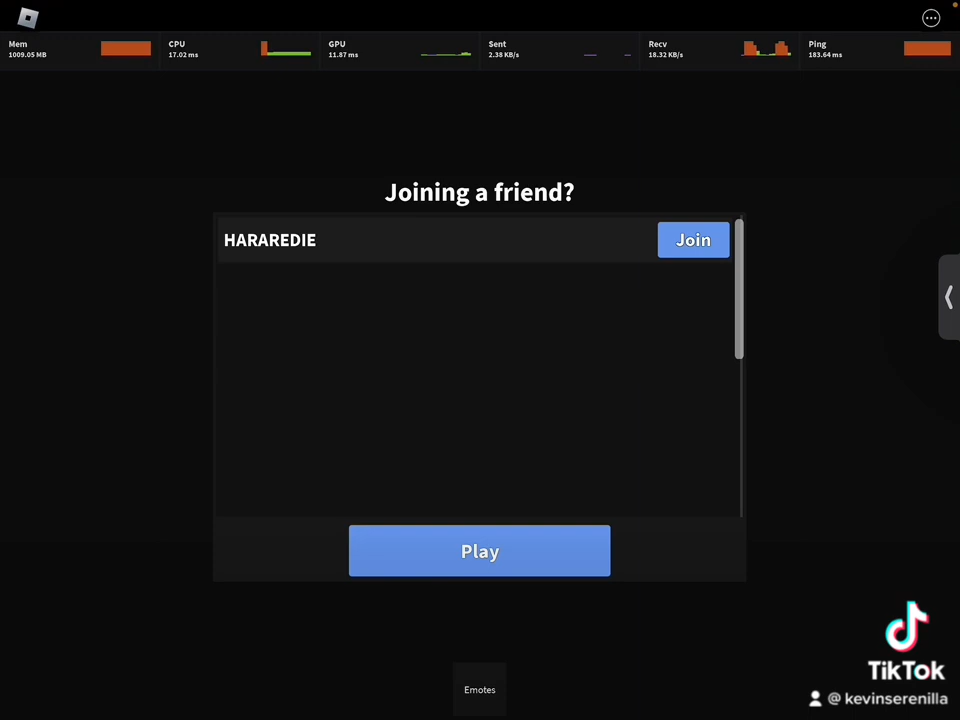 Mem
1009.05 MB
CPU
17.02 ms
GPU
11.87 ms
Sent
2.38 KB/s
Recv
18.32 KB/s
Ping
183.64 ms
Joining a friend?
HARAREDIE
Join
Play
Emotes
TikTok
@ kevinserenilla